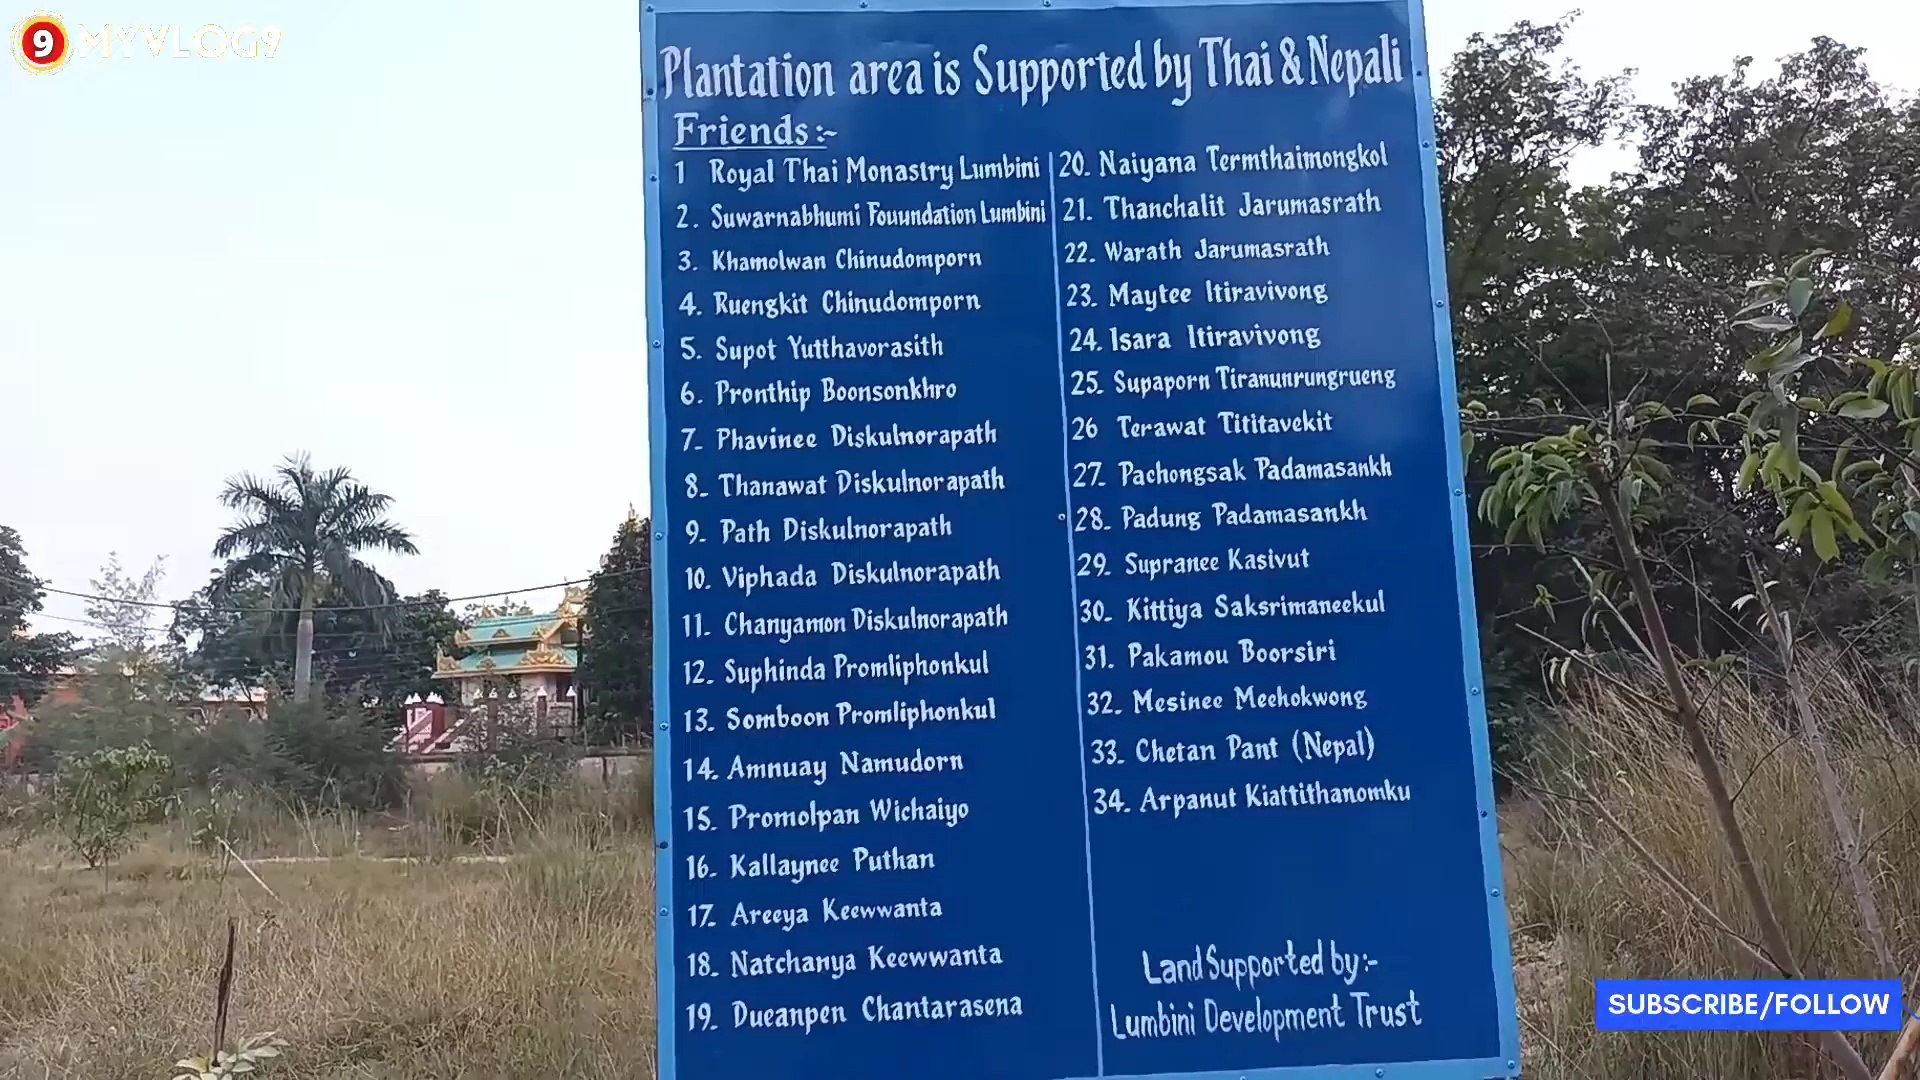 9 MYVLOG9
Plantation area is Supported by Thai & Nepali
Friends :-
1 Royal Thai Monastry Lumbini
2. Suwarnabhumi Fouundation Lumbini
3. Khamolwan Chinudomporn
4. Ruengkit Chinudomporn
5. Supot Yutthavorasith
6. Pronthip Boonsonkhro
7. Phavinee Diskulnorapath
8. Thanawat Diskulnorapath
9. Path Diskulnorapath
10. Viphada Diskulnorapath
11. Chanyamon Diskulnorapath
12. Suphinda Promliphonkul
13. Somboon Promliphonkul
14. Amnuay Namudorn
15. Promolpan Wichaiyo
16. Kallaynee Puthan
17. Areeya Keewwanta
18. Natchanya Keewwanta
19. Dueanpen Chantarasena
20. Naiyana Termthaimongkol
21. Thanchalit Jarumasrath
22. Warath Jarumasrath
23. Maytee Itiravivong
24. Isara Itiravivong
25. Supaporn Tiranunrungrueng
26 Terawat Tititavekit
27. Pachongsak Padamasankh
28. Padung Padamasankh
29. Supranee Kasivut
30. Kittiya Saksrimaneekul
31. Pakamou Boorsiri
32. Mesinee Meehokwong
33. Chetan Pant (Nepal)
34. Arpanut Kiattithanomku
Land Supported by:-
Lumbini Development Trust
SUBSCRIBE/FOLLOW